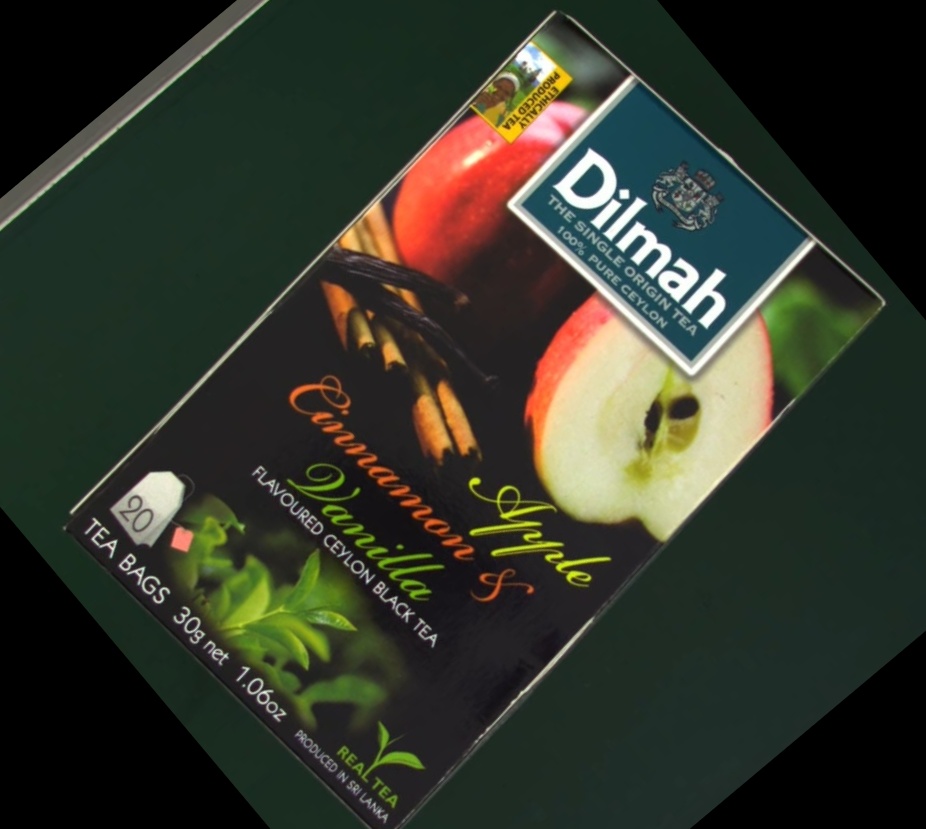 ETHICALLY
PRODUCED TEA
Dilmah
THE SINGLE ORIGIN TEA
100% PURE CEYLON
Apple
Cinnamon &
Vanilla
FLAVOURED CEYLON BLACK TEA
20
TEA BAGS 30g net 1.06oz
REAL TEA
PRODUCED IN SRI LANKA